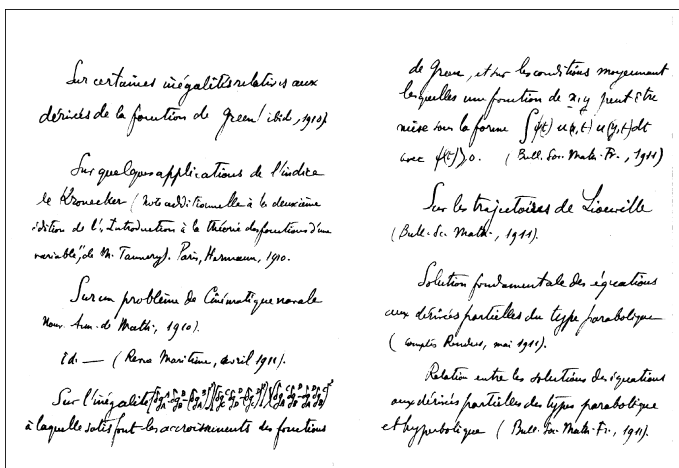 Sur certaines inégalités relatives aux
dérivées de la fonction de Green (ibid, 1910)
Sur quelques applications de l'indice
de Kronecker (Note additionnelle à la deuxième
édition de l'« Introduction à la théorie des fonctions d'une
variable », de M. Tannery). Paris, Hermann, 1910.
Sur un problème de Cinématique navale
Nouv. Ann. de Math., 1910).
Id. — (Revue Maritime, avril 1911).
Sur l'inégalité
à laquelle satisfont les accroissements des fonctions
de Green, et sur les conditions moyennant
lesquelles une fonction de x, y peut être
mise sous la forme ∫ φ(t) u(x,t) u(y,t) dt
avec φ(t) > 0. (Bull. Soc. Math. Fr., 1911)
Sur les trajectoires de Liouville
(Bull. Sc. Math., 1911).
Solution fondamentale des équations
aux dérivées partielles du type parabolique
(Comptes Rendus, mai 1911).
Relation entre les solutions des équations
aux dérivées partielles des types parabolique
et hyperbolique (Bull. Soc. Math. Fr., 1911).